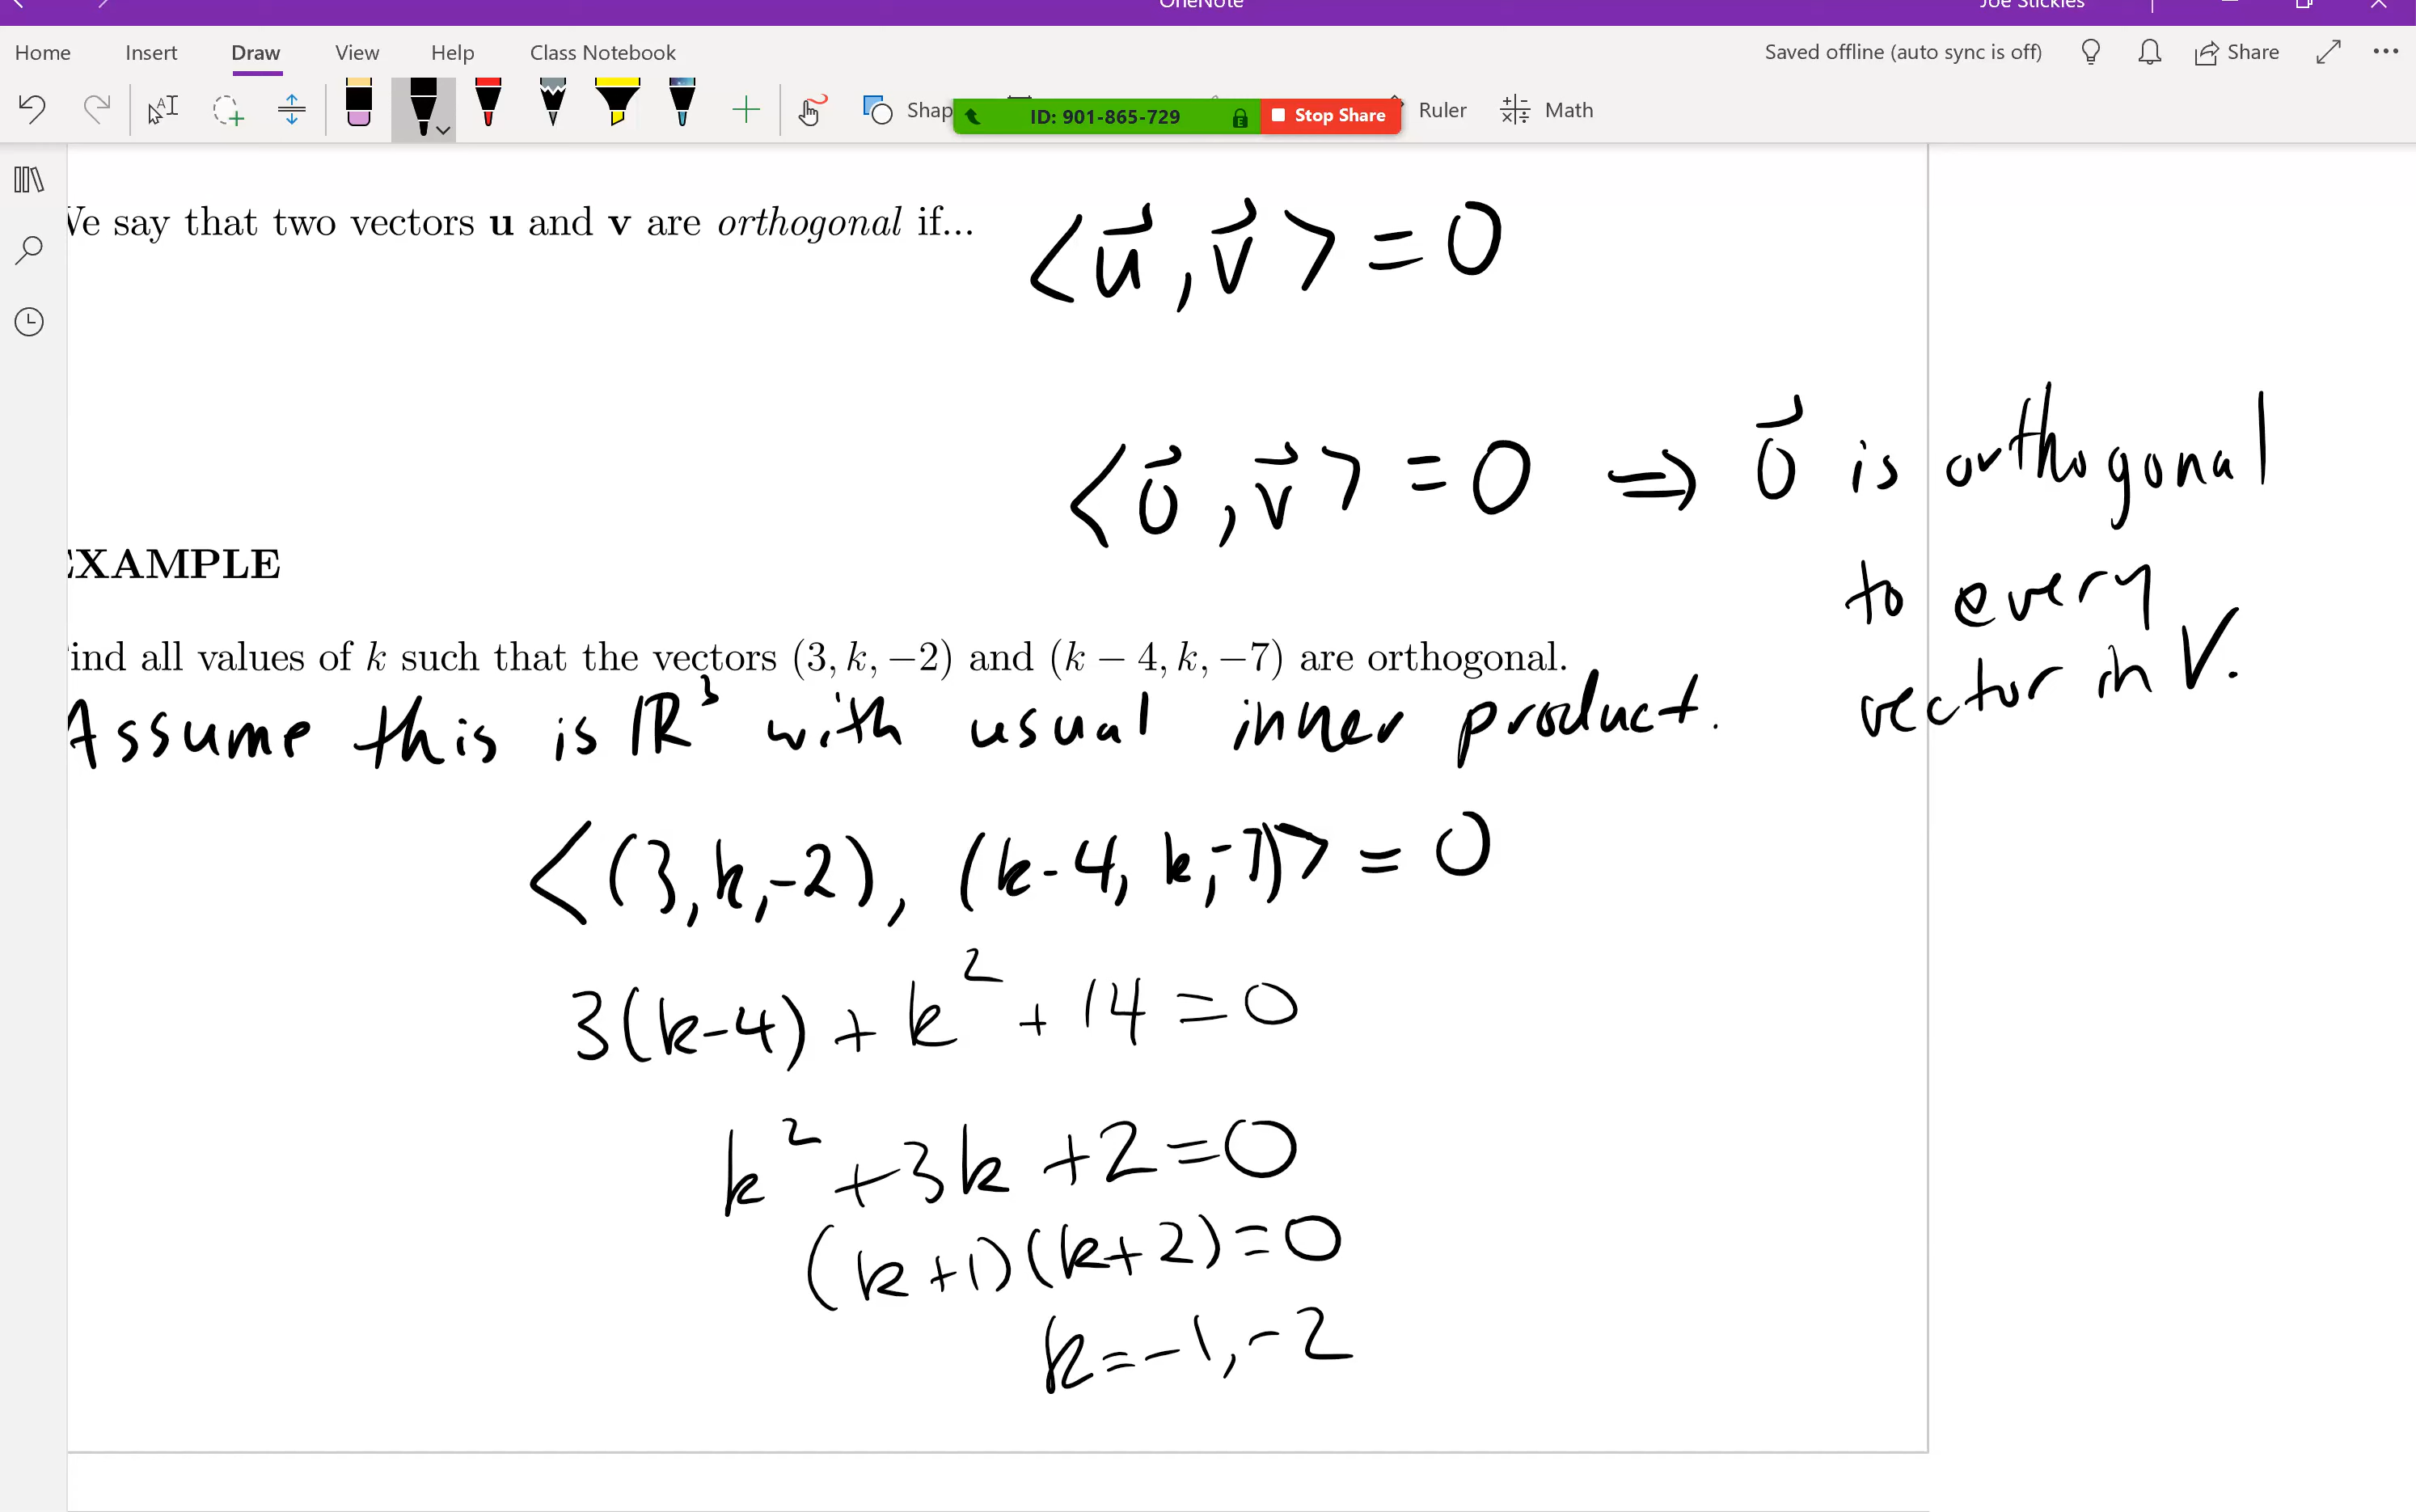 OneNote
Joe Stickles
Home Insert Draw View Help Class Notebook
Saved offline (auto sync is off) Share
Shap
ID: 901-865-729 Stop Share
Ruler Math
We say that two vectors u and v are orthogonal if...
⟨u⃗, v⃗⟩ = 0
⟨0⃗, v⃗⟩ = 0 ⇒ 0⃗ is orthogonal
to every
vector in V.
EXAMPLE
ind all values of k such that the vectors (3, k, −2) and (k − 4, k, −7) are orthogonal.
Assume this is ℝ³ with usual inner product.
⟨(3, k, -2), (k-4, k, -7)⟩ = 0
3(k-4) + k² + 14 = 0
k² + 3k + 2 = 0
(k+1)(k+2) = 0
k = -1, -2